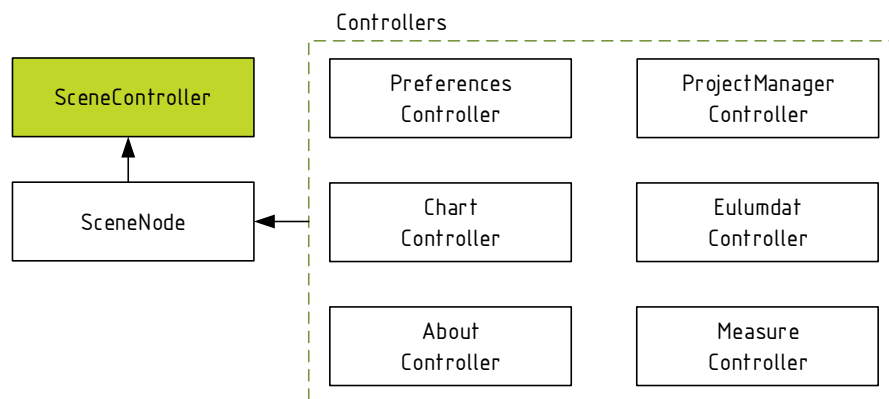 Controllers
SceneController
Preferences
Controller
ProjectManager
Controller
SceneNode
Chart
Controller
Eulumdat
Controller
About
Controller
Measure
Controller